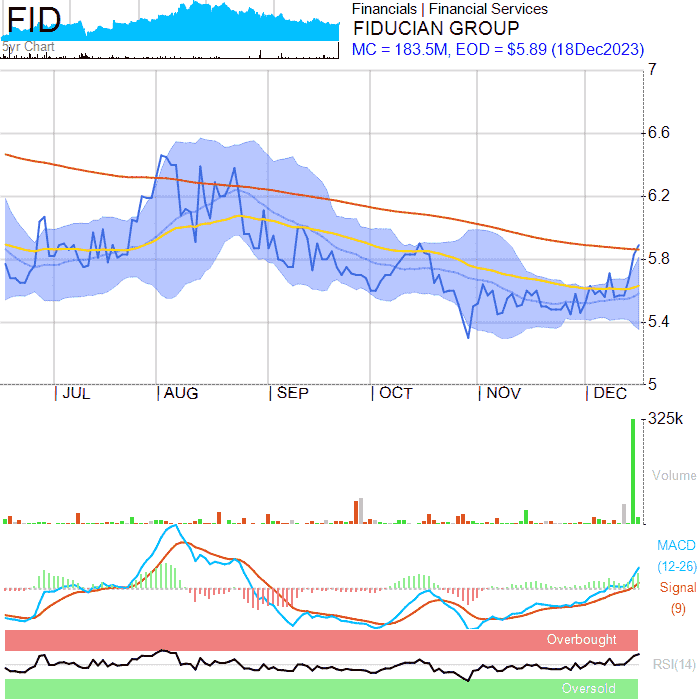 FID
5yr Chart
Financials | Financial Services
FIDUCIAN GROUP
MC = 183.5M, EOD = $5.89 (18Dec2023)
7
6.6
6.2
5.8
5.4
5
JUL AUG SEP OCT NOV DEC
325k
Volume
MACD
(12-26)
Signal
(9)
Overbought
RSI(14)
Oversold